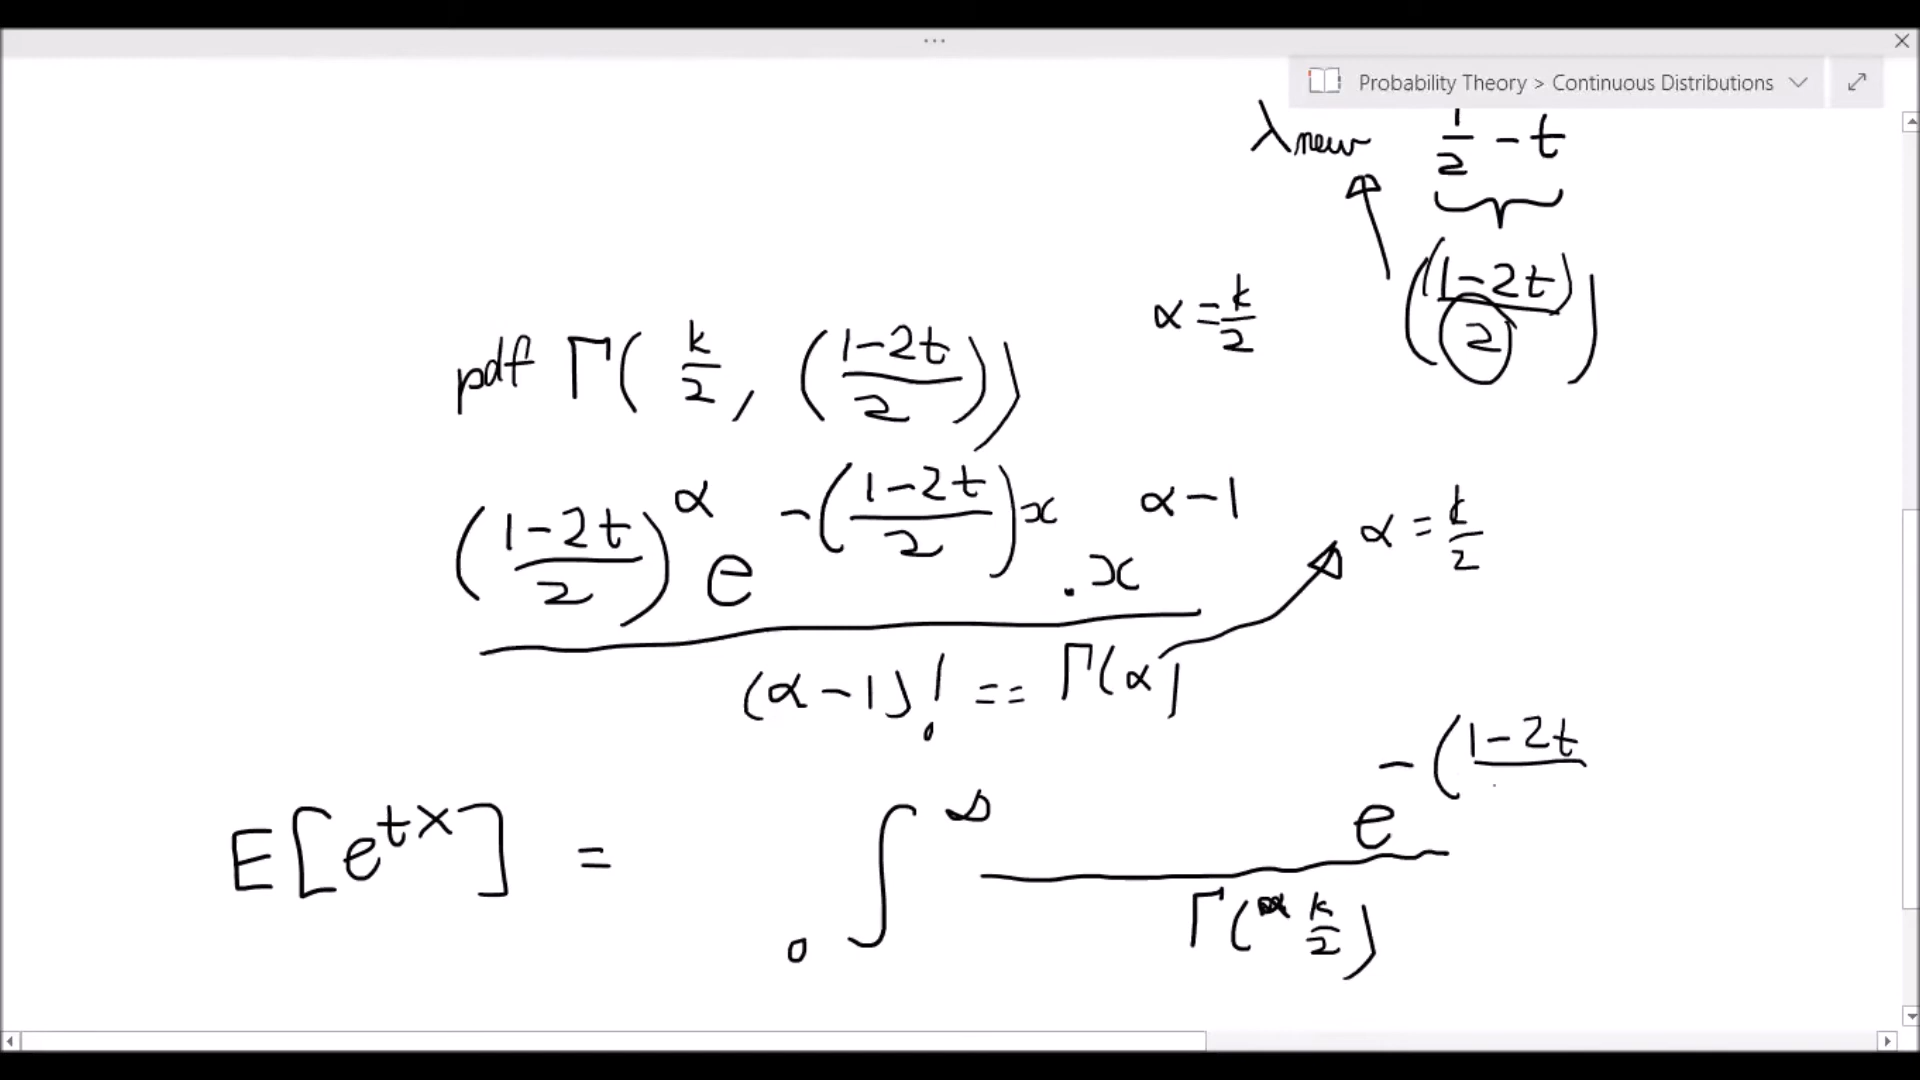 Probability Theory > Continuous Distributions
λnew 1/2 - t
α = k/2 ((1-2t)/2)
pdf Γ( k/2, ((1-2t)/2))
((1-2t)/2)^α e^-((1-2t)/2)x . x^α-1 α = k/2
(α-1)! == Γ(α)
E[e^tx] = ∫ 0 ∞ e^-(1-2t
Γ( k/2)